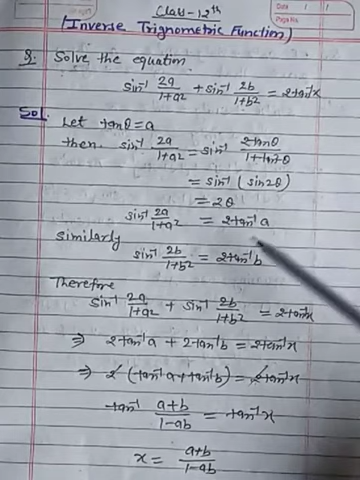 Class-12th
(Inverse Trignometric Function)
Date / /
Page No.
Q. Solve the equation
sin⁻¹ 2a/1+a² + sin⁻¹ 2b/1+b² = 2tan⁻¹x
Sol. Let tanθ=a
then. sin⁻¹ 2a/1+a² = sin⁻¹ 2tanθ/1+tan²θ
= sin⁻¹ (sin2θ)
= 2θ
sin⁻¹ 2a/1+a² = 2tan⁻¹a
similarly
sin⁻¹ 2b/1+b² = 2tan⁻¹b
Therefore
sin⁻¹ 2a/1+a² + sin⁻¹ 2b/1+b² = 2tan⁻¹x
⇒ 2tan⁻¹a + 2tan⁻¹b = 2tan⁻¹x
⇒ 2 (tan⁻¹a + tan⁻¹b) = 2tan⁻¹x
tan⁻¹ a+b/1-ab = tan⁻¹x
x = a+b/1-ab